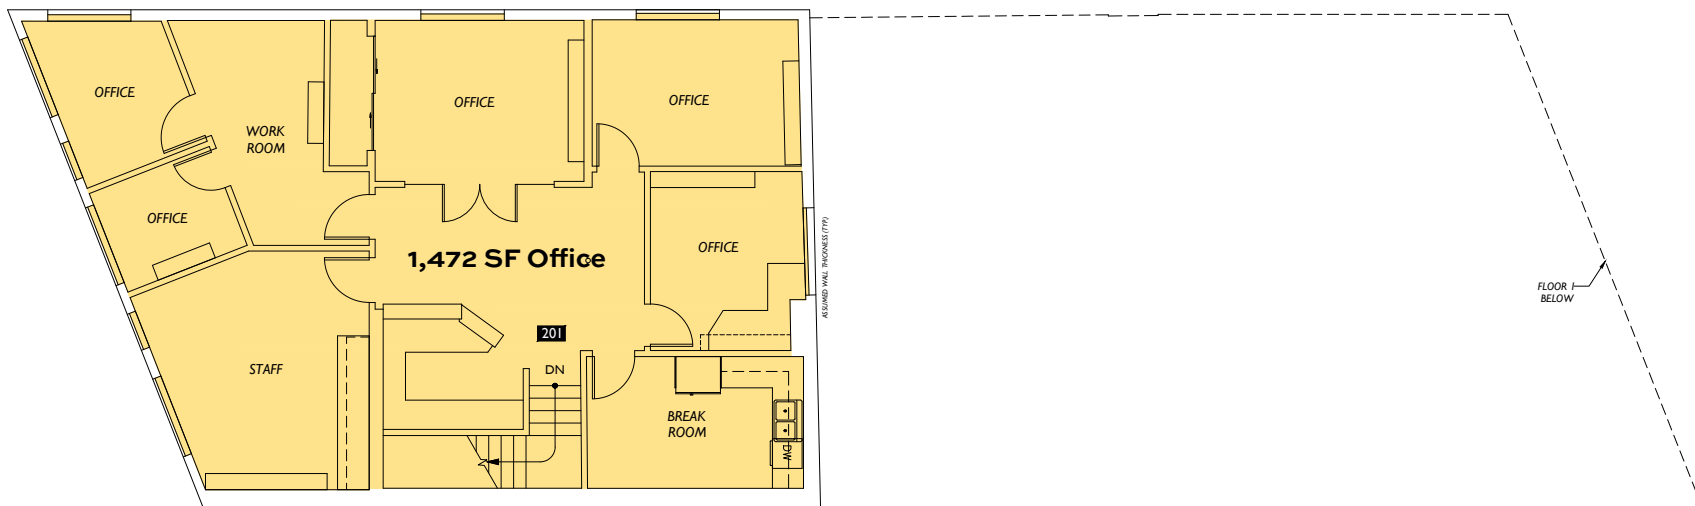 OFFICE
WORK
ROOM
OFFICE
OFFICE
OFFICE
OFFICE
1,472 SF Office
ASSUMED WALL THICKNESS (TYP.)
FLOOR 1
BELOW
201
STAFF
DN
BREAK
ROOM
DW